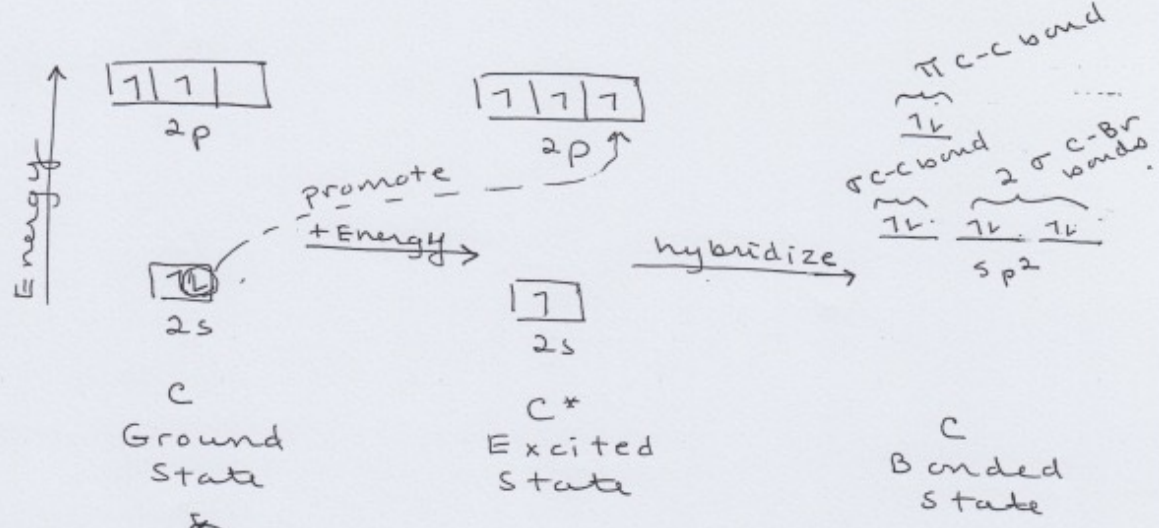 π C-C bond
2p
2p
σ C-C bond
2 σ C-Br
bonds
promote
+Energy
hybridize
Energy
sp²
2s
2s
C
Ground
State
C*
Excited
State
C
Bonded
State